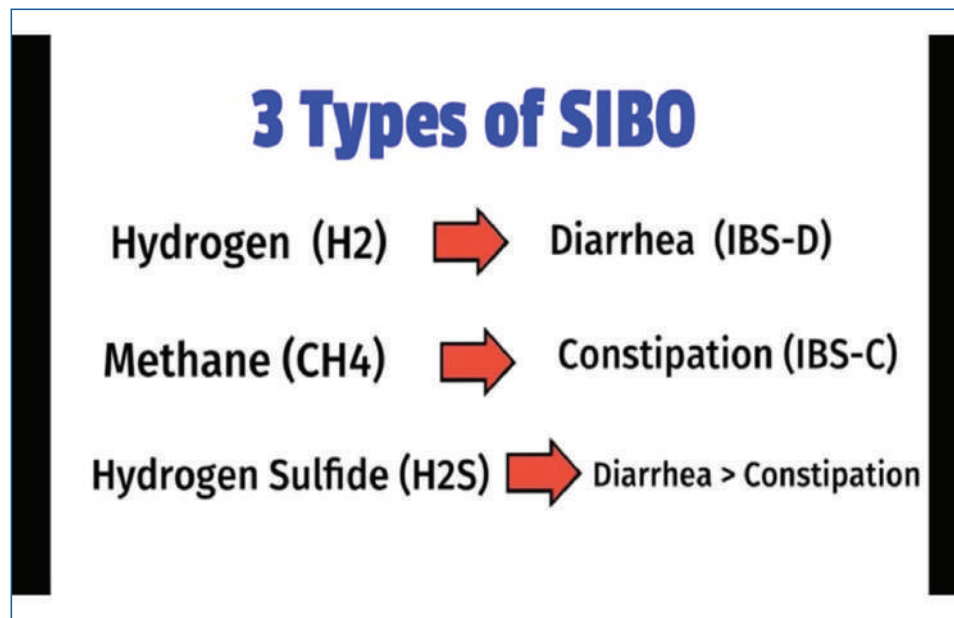 3 Types of SIBO
Hydrogen (H2) Diarrhea (IBS-D)
Methane (CH4) Constipation (IBS-C)
Hydrogen Sulfide (H2S) Diarrhea > Constipation